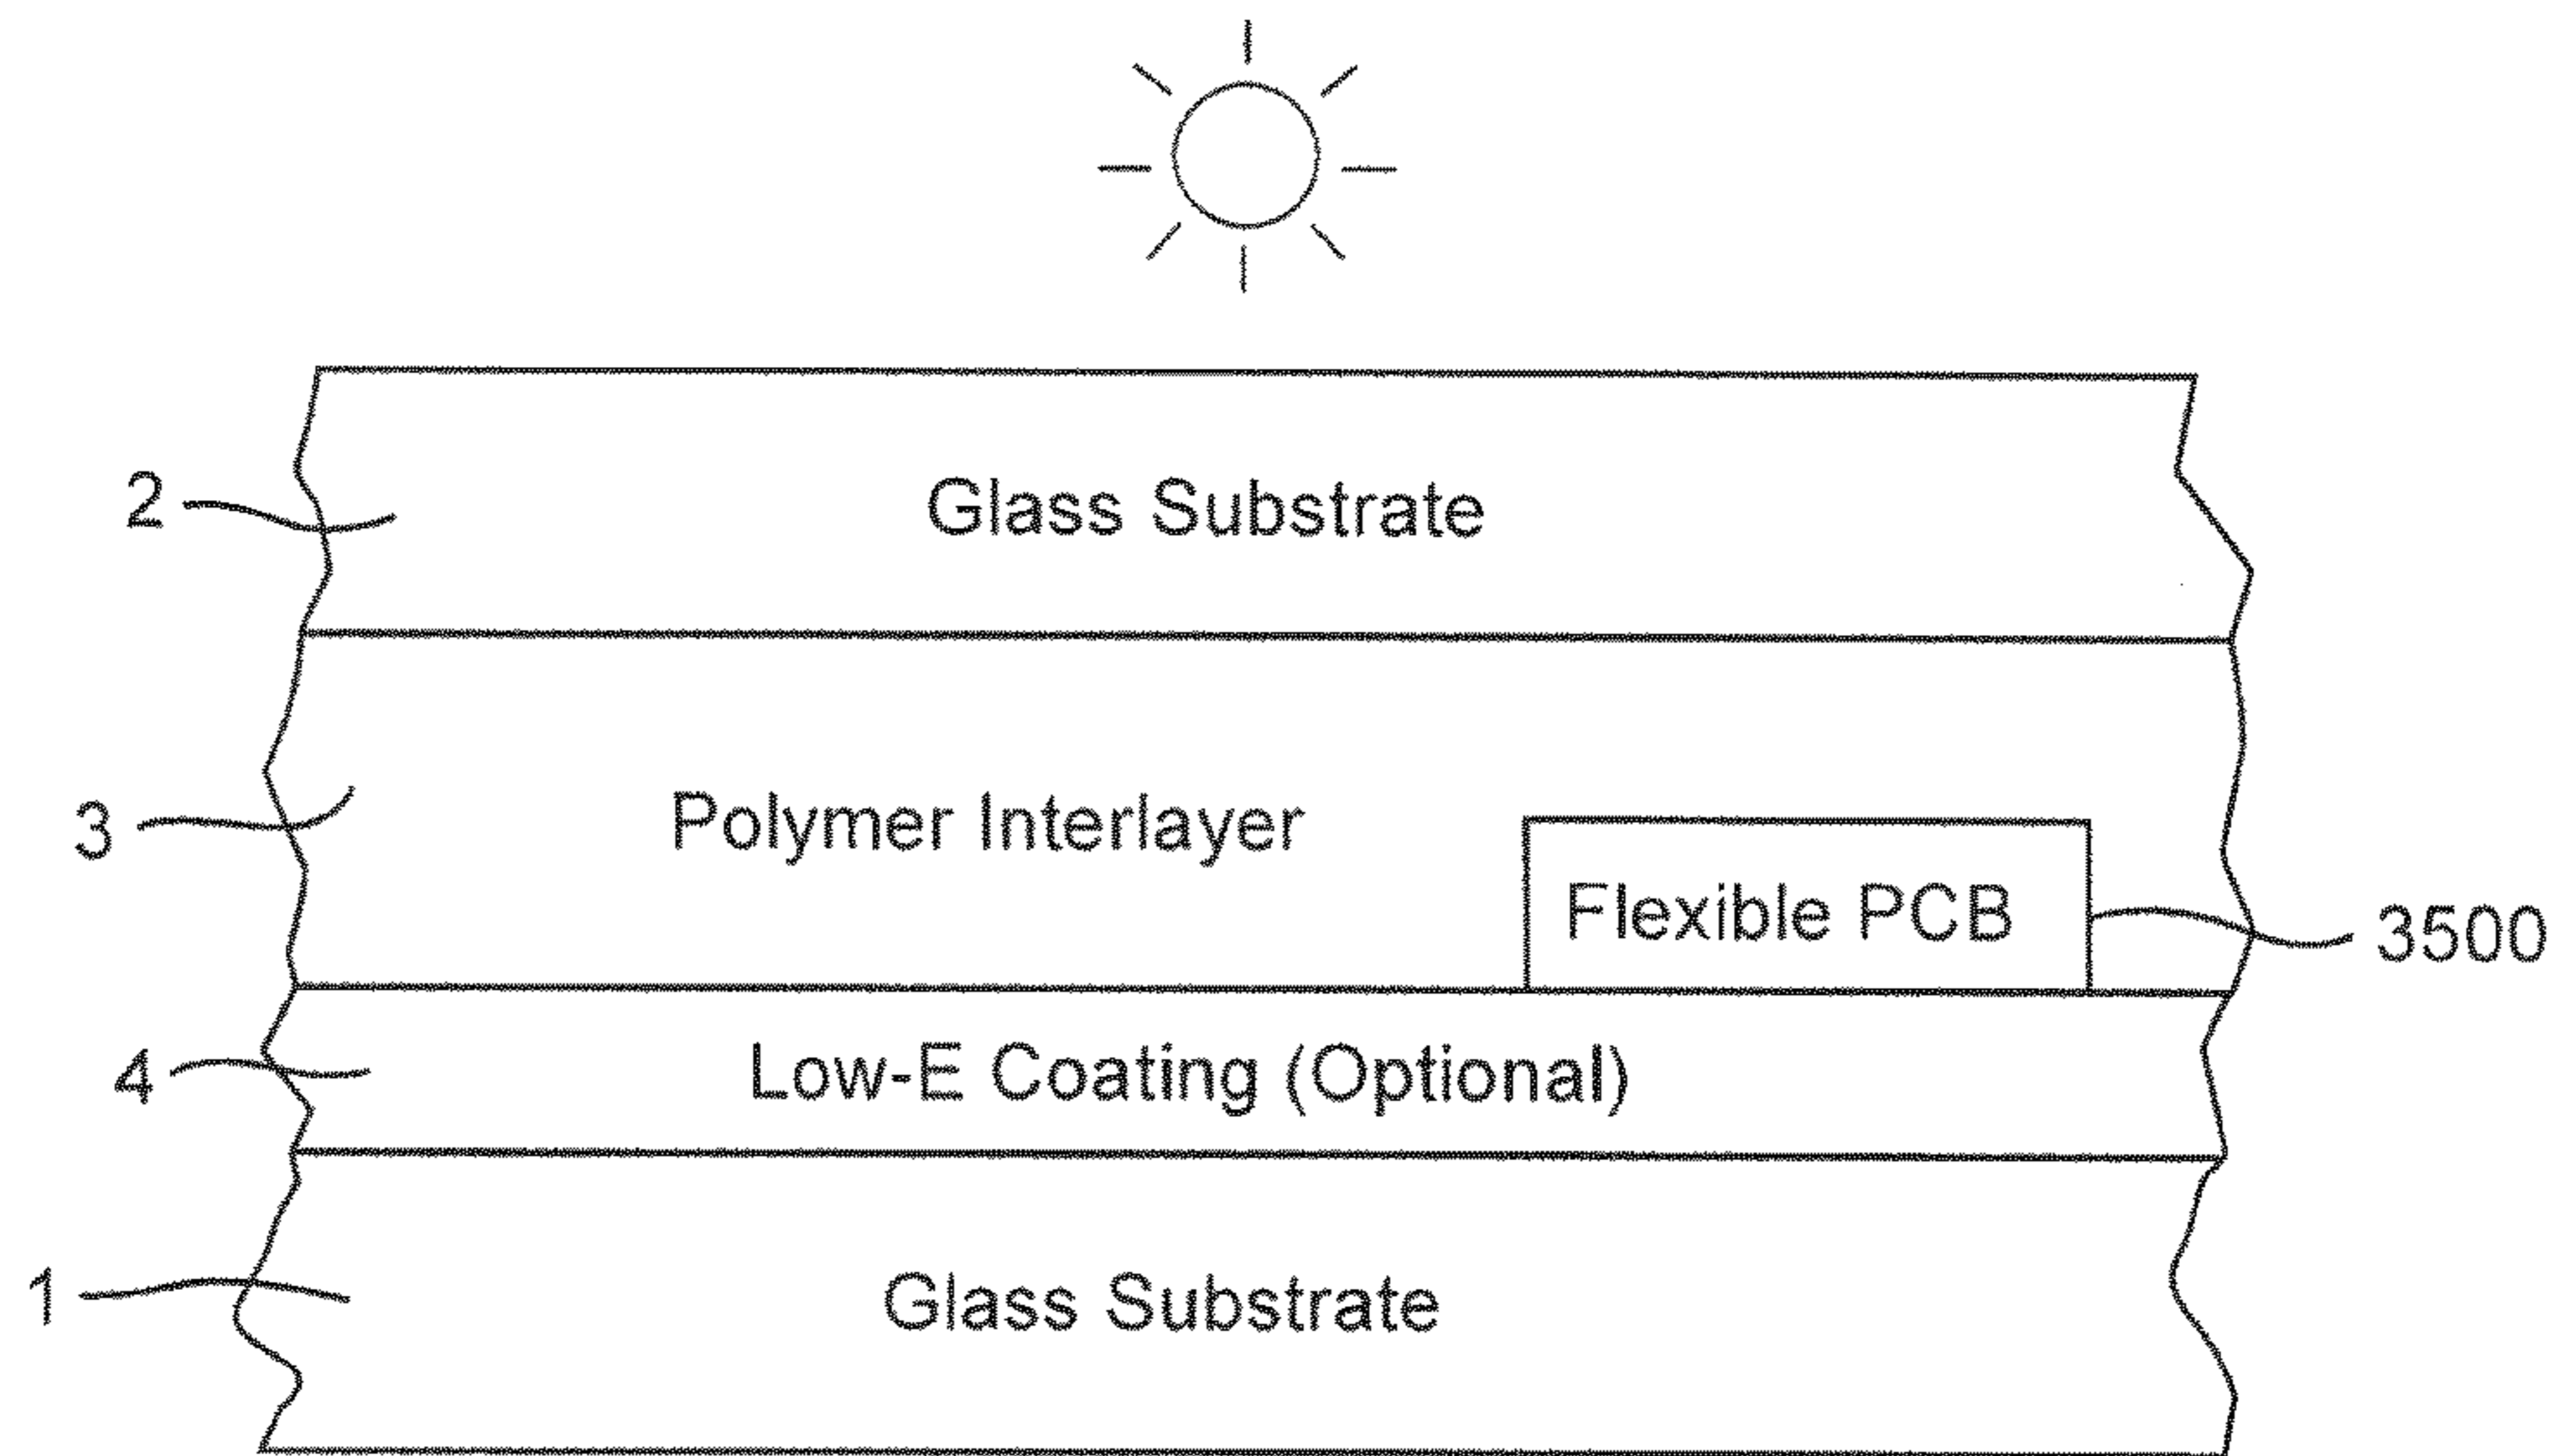 2 Glass Substrate
3 Polymer Interlayer
Flexible PCB 3500
4 Low-E Coating (Optional)
1 Glass Substrate